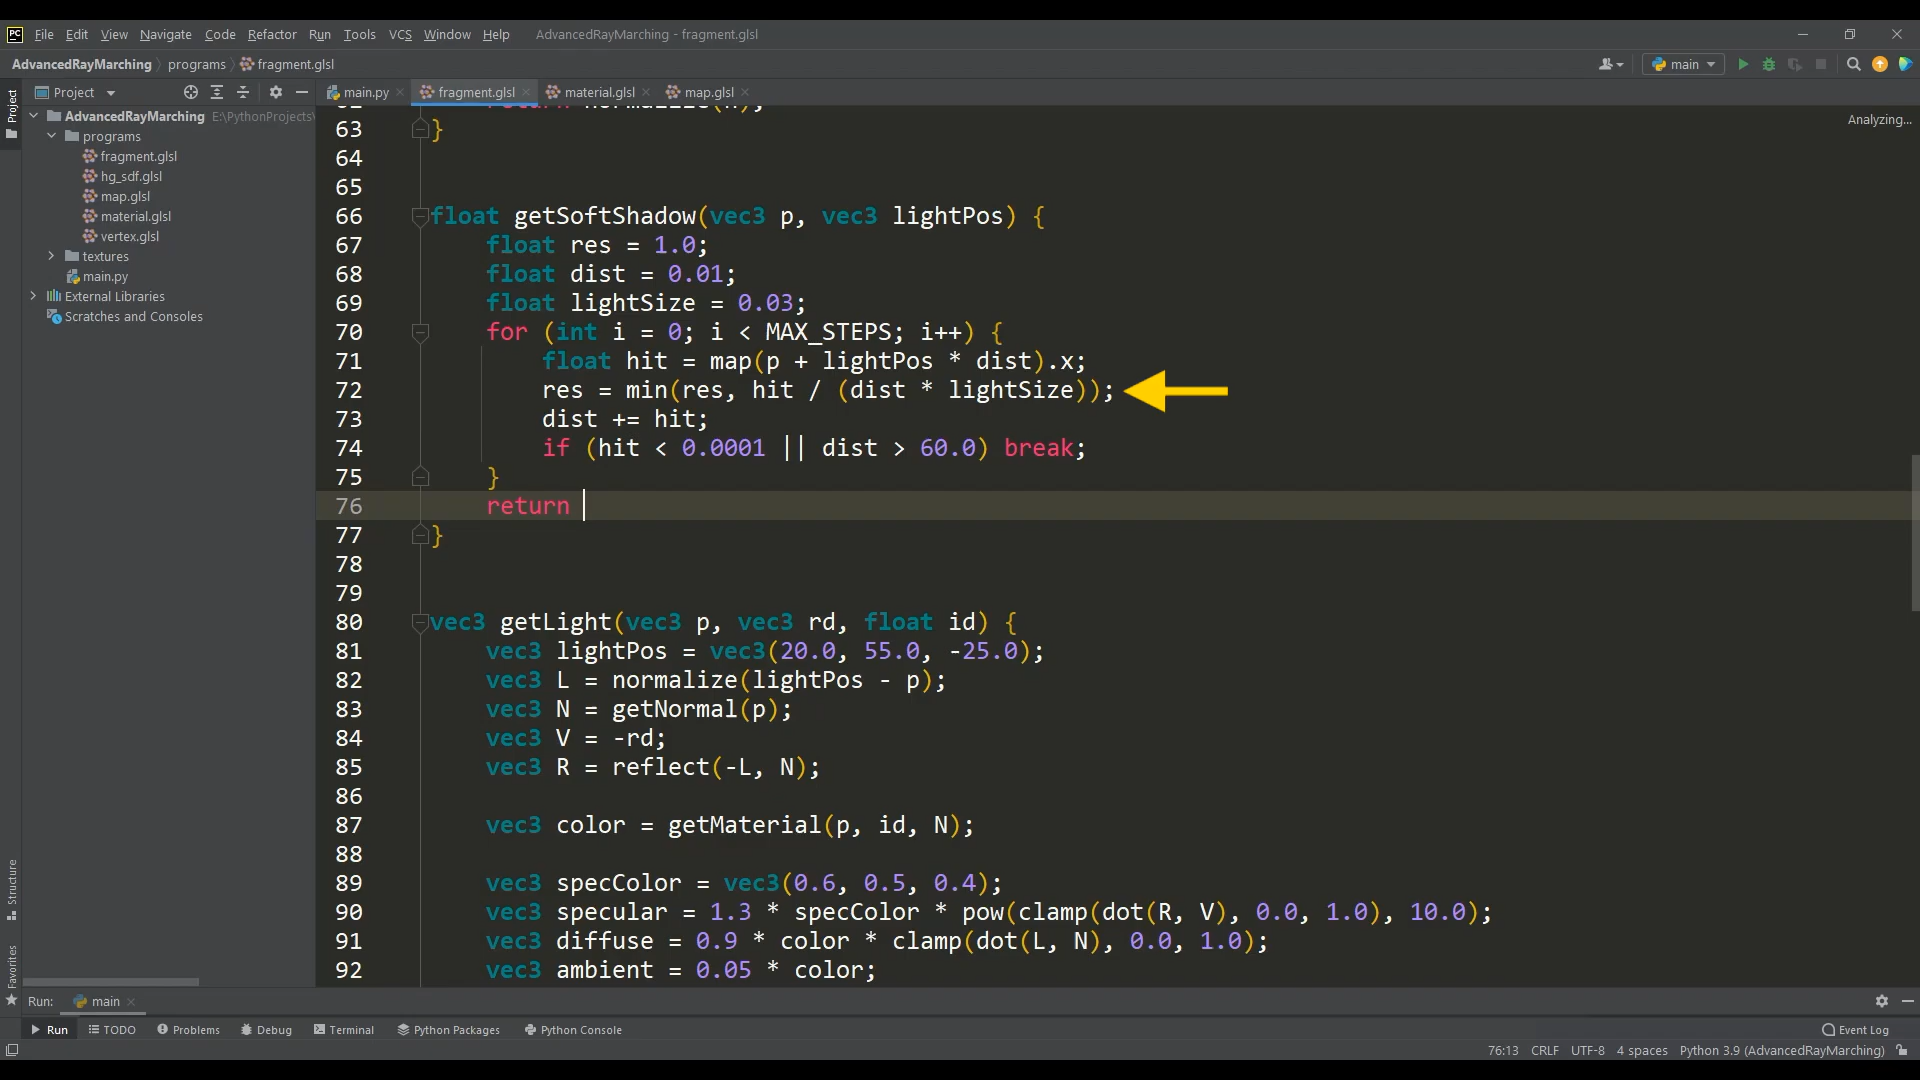 PC File Edit View Navigate Code Refactor Run Tools VCS Window Help AdvancedRayMarching - fragment.glsl
AdvancedRayMarching programs fragment.glsl main
Project main.py fragment.glsl material.glsl map.glsl
Project
AdvancedRayMarching E:\PythonProjects\
programs
fragment.glsl
hg_sdf.glsl
map.glsl
material.glsl
vertex.glsl
textures
main.py
External Libraries
Scratches and Consoles
Structure
Favorites
Analyzing...
63 }
64
65
66 float getSoftShadow(vec3 p, vec3 lightPos) {
67 float res = 1.0;
68 float dist = 0.01;
69 float lightSize = 0.03;
70 for (int i = 0; i < MAX_STEPS; i++) {
71 float hit = map(p + lightPos * dist).x;
72 res = min(res, hit / (dist * lightSize));
73 dist += hit;
74 if (hit < 0.0001 || dist > 60.0) break;
75 }
76 return
77 }
78
79
80 vec3 getLight(vec3 p, vec3 rd, float id) {
81 vec3 lightPos = vec3(20.0, 55.0, -25.0);
82 vec3 L = normalize(lightPos - p);
83 vec3 N = getNormal(p);
84 vec3 V = -rd;
85 vec3 R = reflect(-L, N);
86
87 vec3 color = getMaterial(p, id, N);
88
89 vec3 specColor = vec3(0.6, 0.5, 0.4);
90 vec3 specular = 1.3 * specColor * pow(clamp(dot(R, V), 0.0, 1.0), 10.0);
91 vec3 diffuse = 0.9 * color * clamp(dot(L, N), 0.0, 1.0);
92 vec3 ambient = 0.05 * color;
Run: main
Run TODO Problems Debug Terminal Python Packages Python Console Event Log
76:13 CRLF UTF-8 4 spaces Python 3.9 (AdvancedRayMarching)